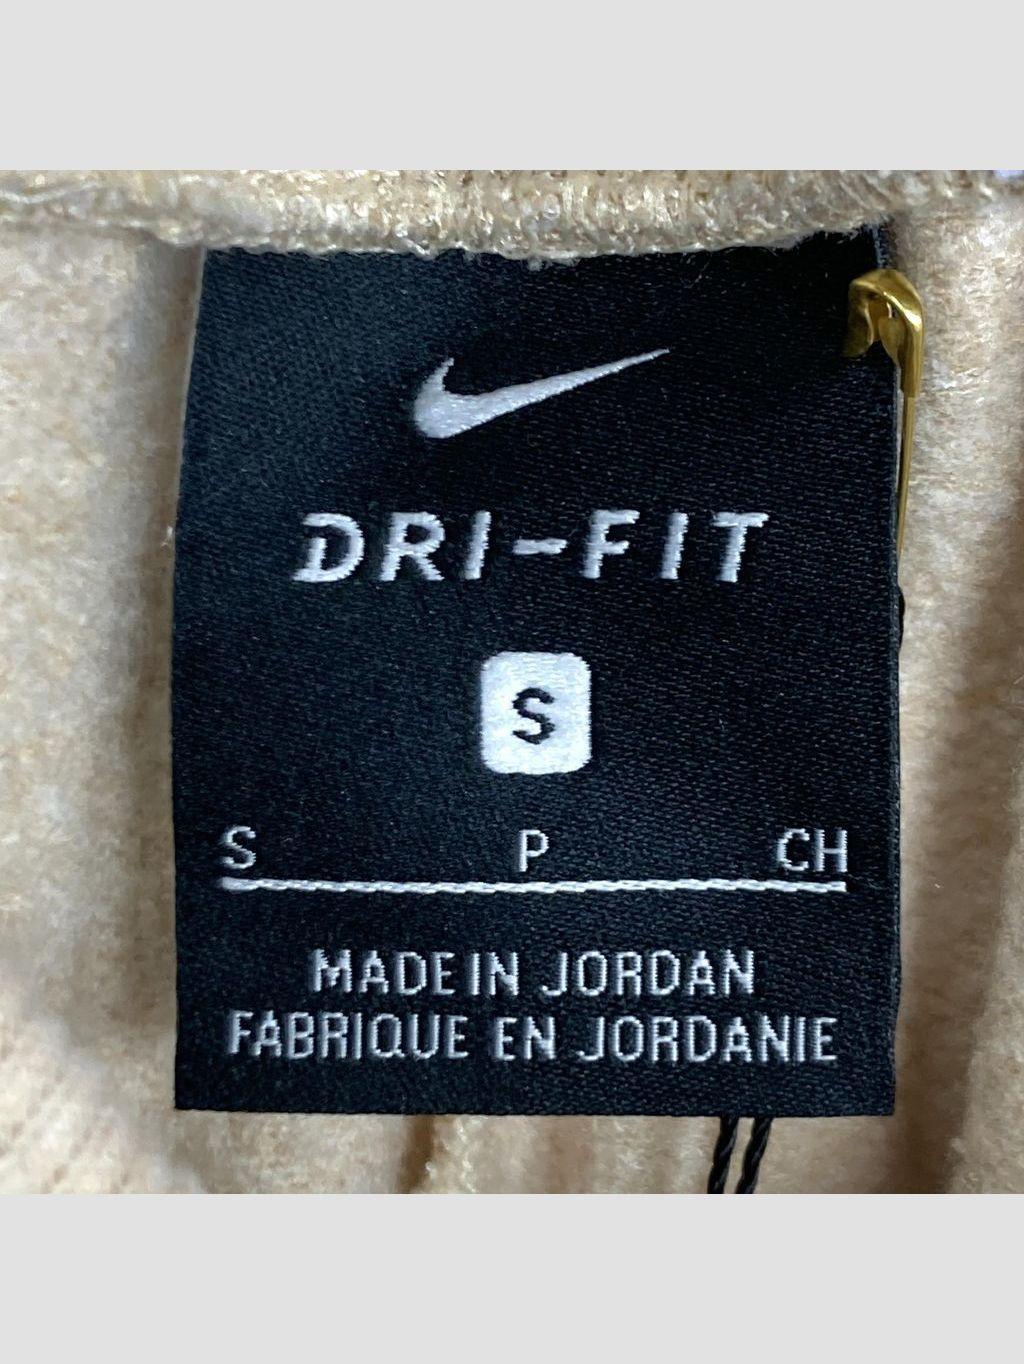 DRI-FIT
S
S P CH
MADE IN JORDAN
FABRIQUE EN JORDANIE